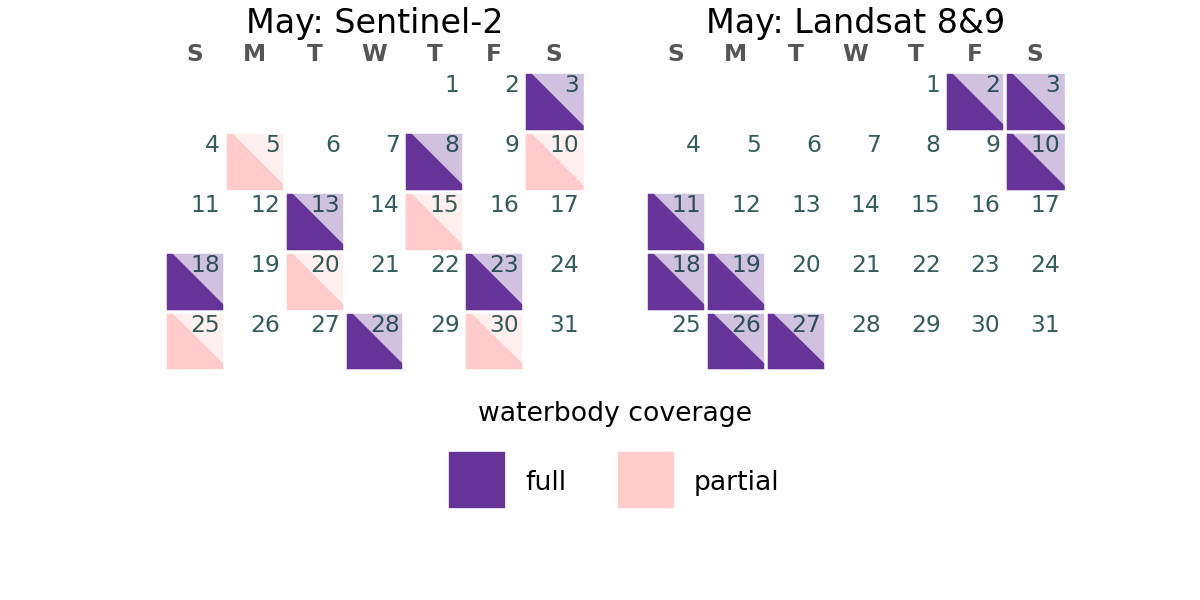 May: Sentinel-2
S M T W T F S
1 2 3
4 5 6 7 8 9 10
11 12 13 14 15 16 17
18 19 20 21 22 23 24
25 26 27 28 29 30 31
May: Landsat 8&9
S M T W T F S
1 2 3
4 5 6 7 8 9 10
11 12 13 14 15 16 17
18 19 20 21 22 23 24
25 26 27 28 29 30 31
waterbody coverage
full partial